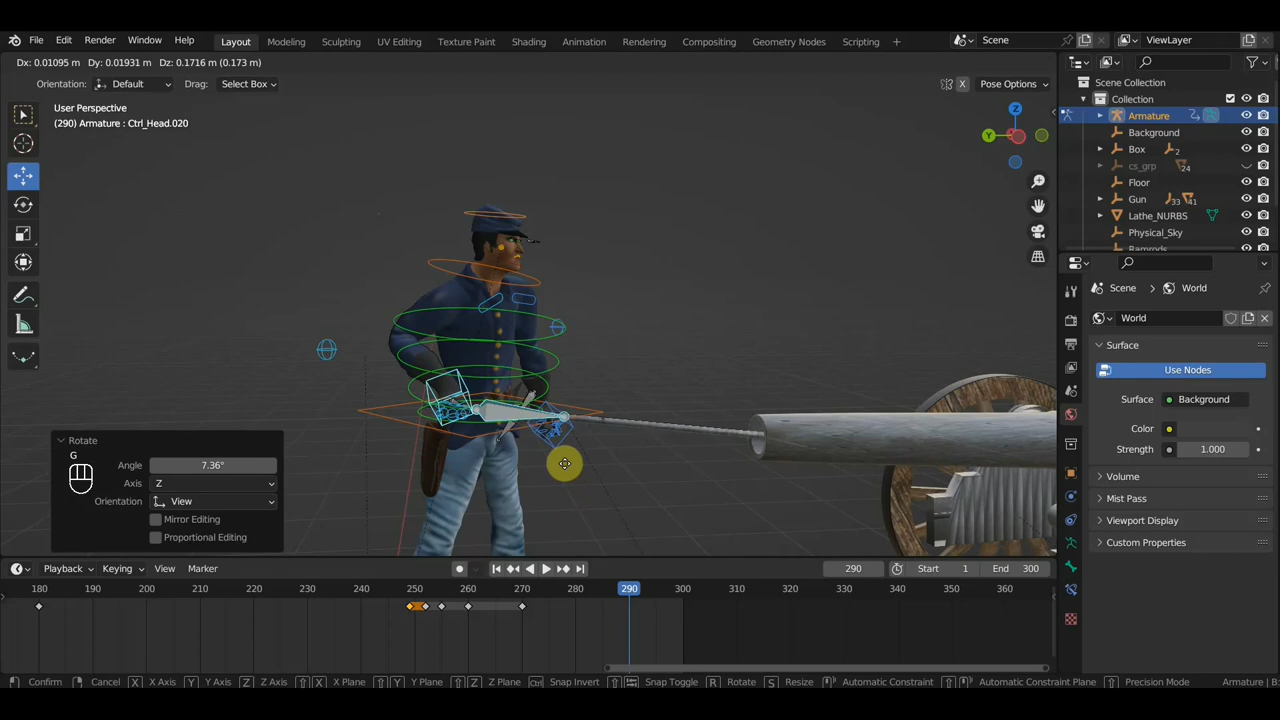 File Edit Render Window Help Layout Modeling Sculpting UV Editing Texture Paint Shading Animation Rendering Compositing Geometry Nodes Scripting + Scene ViewLayer
Dx: 0.01095 m Dy: 0.01931 m Dz: 0.1716 m (0.173 m)
Orientation: Default Drag: Select Box X Pose Options
User Perspective
(290) Armature : Ctrl_Head.020
X
Y
Z
Scene Collection
Collection
Armature
Background
Box 2
cs_grp 24
Floor
Gun 33 41
Lathe_NURBS
Physical_Sky
Scene World
World
Surface
Use Nodes
Surface Background
Color
Strength 1.000
Volume
Mist Pass
Viewport Display
Custom Properties
Rotate
G
Angle 7.36°
Axis Z
Orientation View
Mirror Editing
Proportional Editing
Playback Keying View Marker 290 Start 1 End 300
180 190 200 210 220 230 240 250 260 270 280 290 300 310 320 330 340 350 360
Confirm Cancel X X Axis Y Y Axis Z Z Axis X X Plane Y Y Plane Z Z Plane Ctrl Snap Invert Snap Toggle R Rotate S Resize Automatic Constraint Automatic Constraint Plane Precision Mode Armature | B: